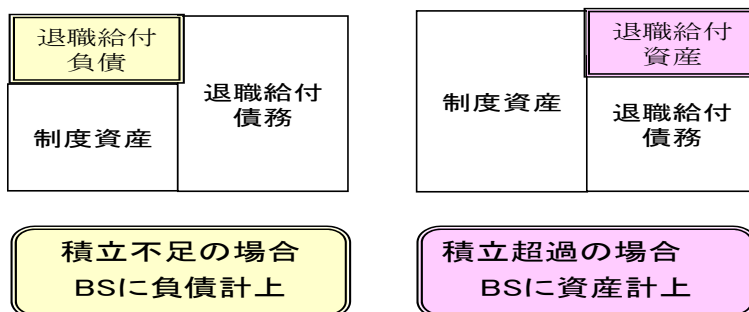 退職給付
負債
制度資産
退職給付
債務
積立不足の場合
BSに負債計上
制度資産
退職給付
資産
退職給付
債務
積立超過の場合
BSに資産計上